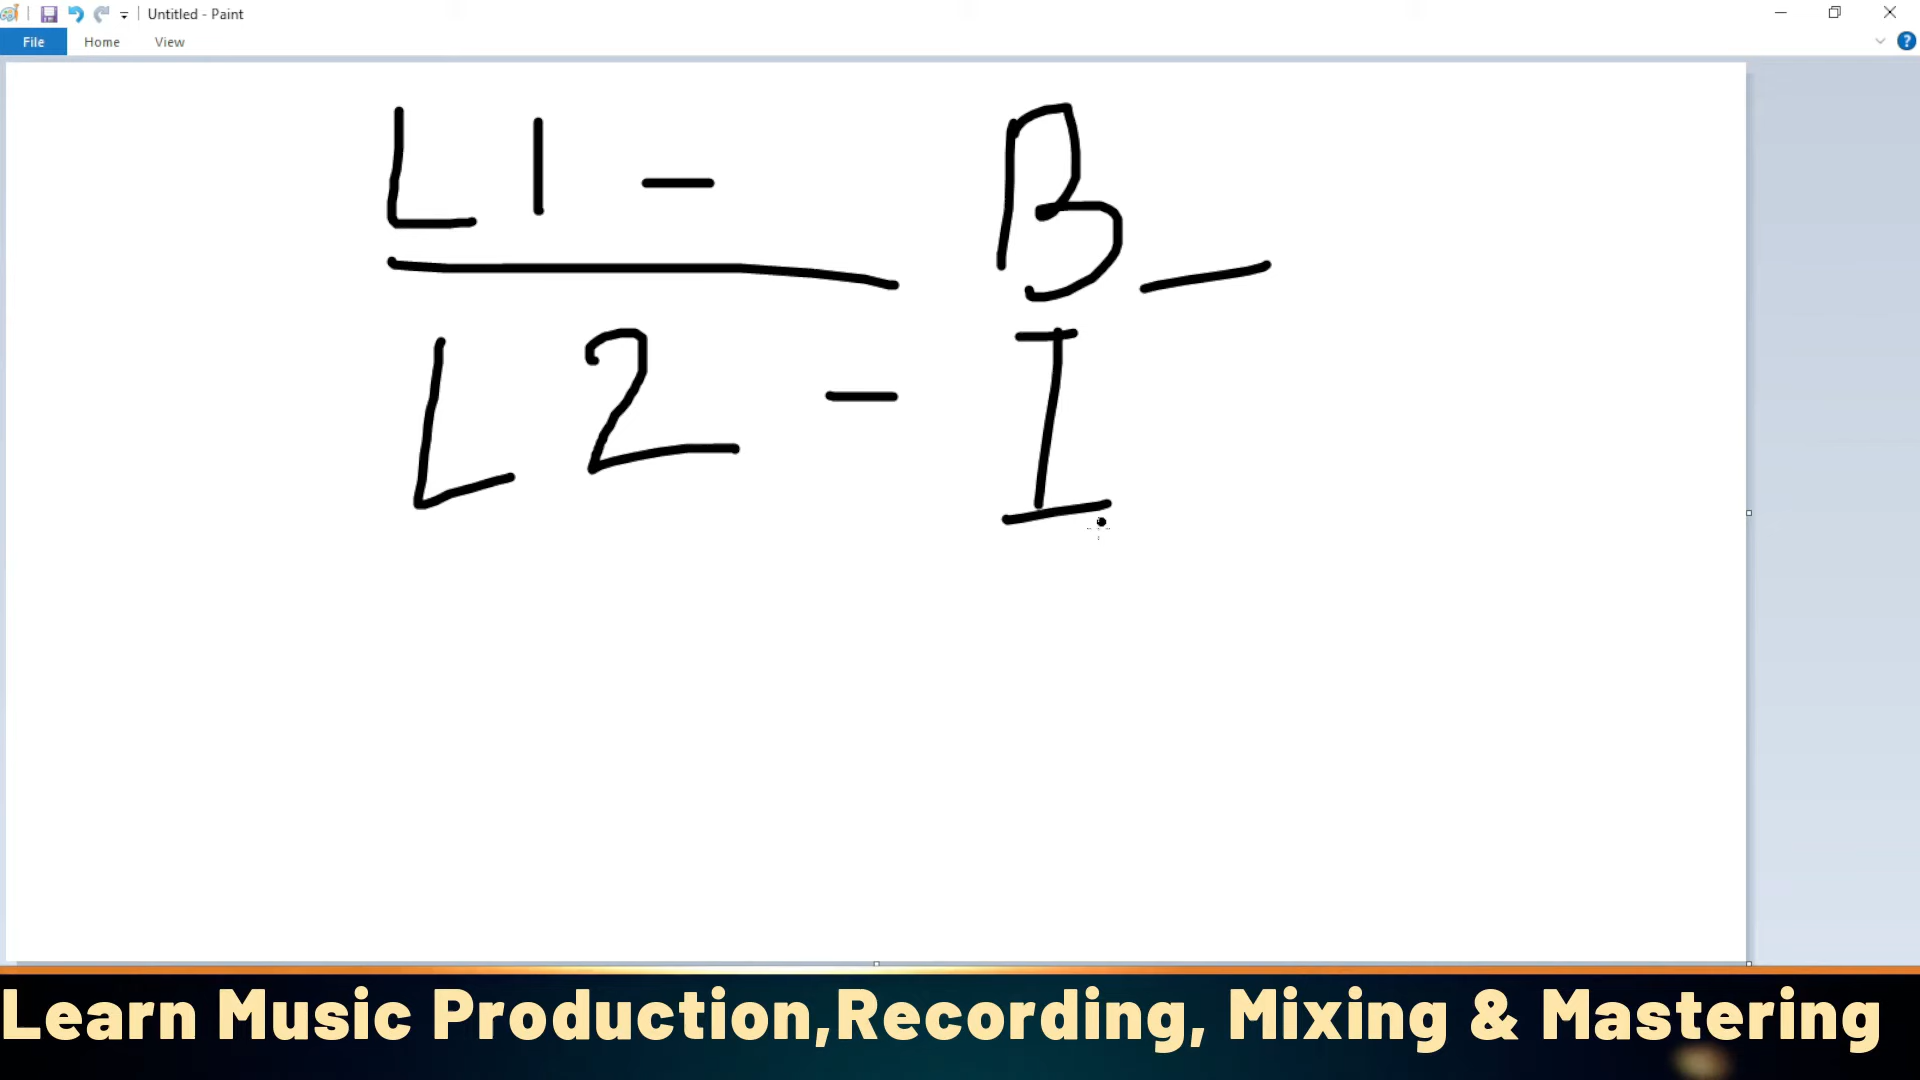 Untitled - Paint
File Home View
L1 - B
L2 - I
Learn Music Production,Recording, Mixing & Mastering